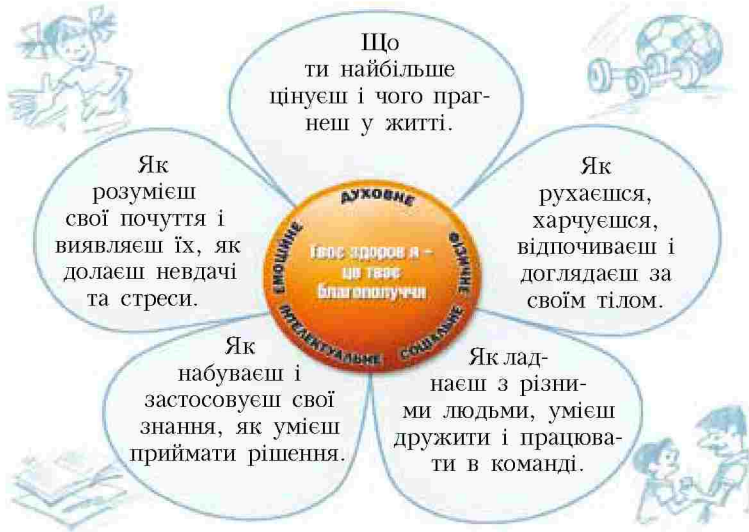 Що
ти найбільше
цінуєш і чого праг-
неш у житті.
Як
розумієш
свої почуття і
виявляєш їх, як
долаєш невдачі
та стреси.
Як
рухаєшся,
харчуєшся,
відпочиваєш і
доглядаєш за
своїм тілом.
ДУХОВНЕ
ЕМОЦІЙНЕ
ФІЗИЧНЕ
Твоє здоров'я –
це твоє
благополуччя
ІНТЕЛЕКТУАЛЬНЕ
СОЦІАЛЬНЕ
Як
набуваєш і
застосовуєш свої
знання, як умієш
приймати рішення.
Як лад-
наєш з різни-
ми людьми, умієш
дружити і працюва-
ти в команді.